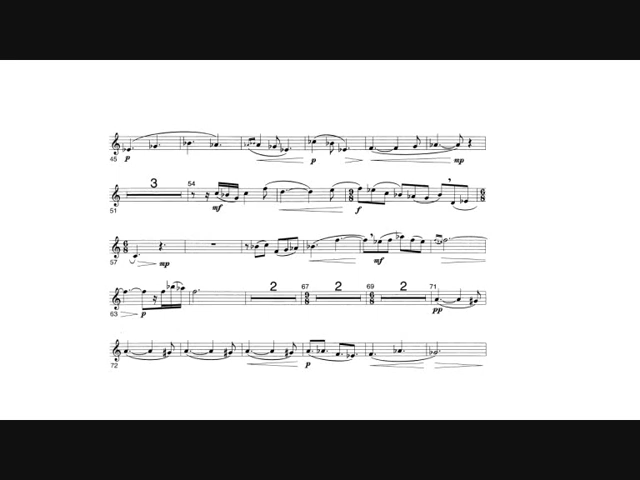 45 p p mp
3 54
51 mf f
57 mp mf
2 67 2 69 2 71
63 p pp
72 p